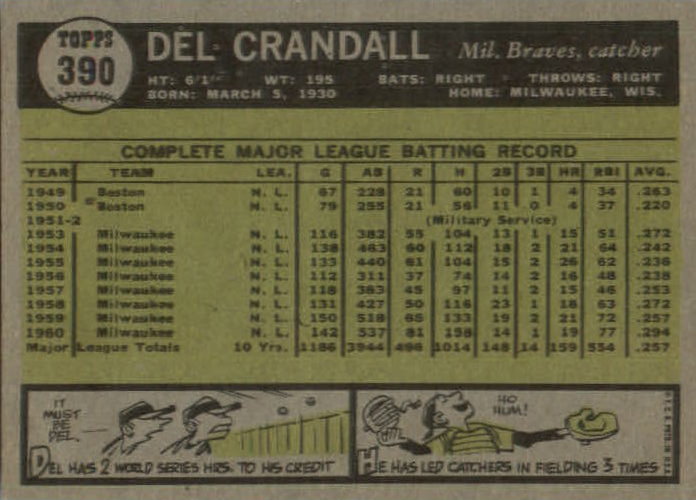 TOPPS
390
DEL CRANDALL Mil. Braves, catcher
HT: 6'1" WT: 195 BATS: RIGHT THROWS: RIGHT
BORN: MARCH 5, 1930 HOME: MILWAUKEE, WIS.
COMPLETE MAJOR LEAGUE BATTING RECORD
YEAR TEAM LEA. G AB R H 2B 3B HR RBI AVG.
1949 Boston N. L. 67 228 21 60 10 1 4 34 .263
1950 Boston N. L. 79 255 21 56 11 0 4 37 .220
1951-2 (Military Service)
1953 Milwaukee N. L. 116 382 55 104 13 1 15 51 .272
1954 Milwaukee N. L. 138 463 60 112 18 2 21 64 .242
1955 Milwaukee N. L. 133 440 61 104 15 2 26 62 .236
1956 Milwaukee N. L. 112 311 37 74 14 2 16 48 .238
1957 Milwaukee N. L. 118 383 45 97 11 2 15 46 .253
1958 Milwaukee N. L. 131 427 50 116 23 1 18 63 .272
1959 Milwaukee N. L. 150 518 65 133 19 2 21 72 .257
1960 Milwaukee N. L. 142 537 81 158 14 1 19 77 .294
Major League Totals 10 Yrs. 1186 3944 496 1014 148 14 159 554 .257
IT
MUST
BE
DEL.
DEL HAS 2 WORLD SERIES HRS. TO HIS CREDIT
HO
HUM!
HE HAS LED CATCHERS IN FIELDING 3 TIMES